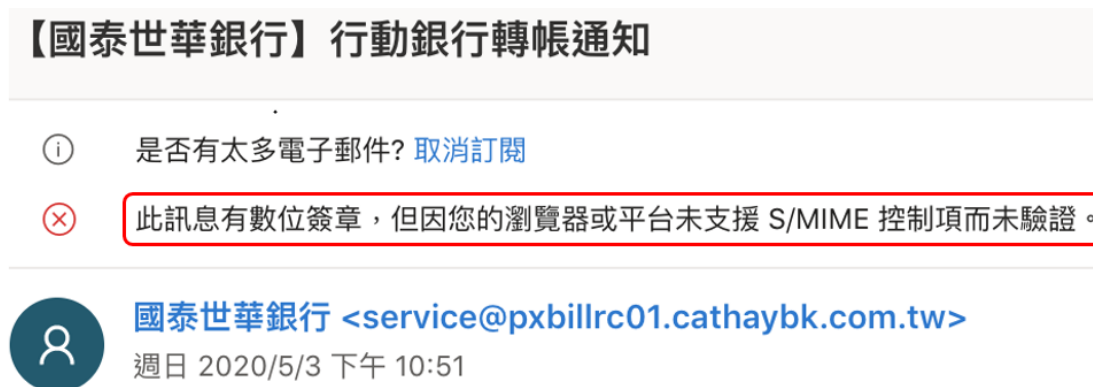 【國泰世華銀行】行動銀行轉帳通知
是否有太多電子郵件? 取消訂閱
此訊息有數位簽章，但因您的瀏覽器或平台未支援 S/MIME 控制項而未驗證。
國泰世華銀行 <service@pxbillrc01.cathaybk.com.tw>
週日 2020/5/3 下午 10:51